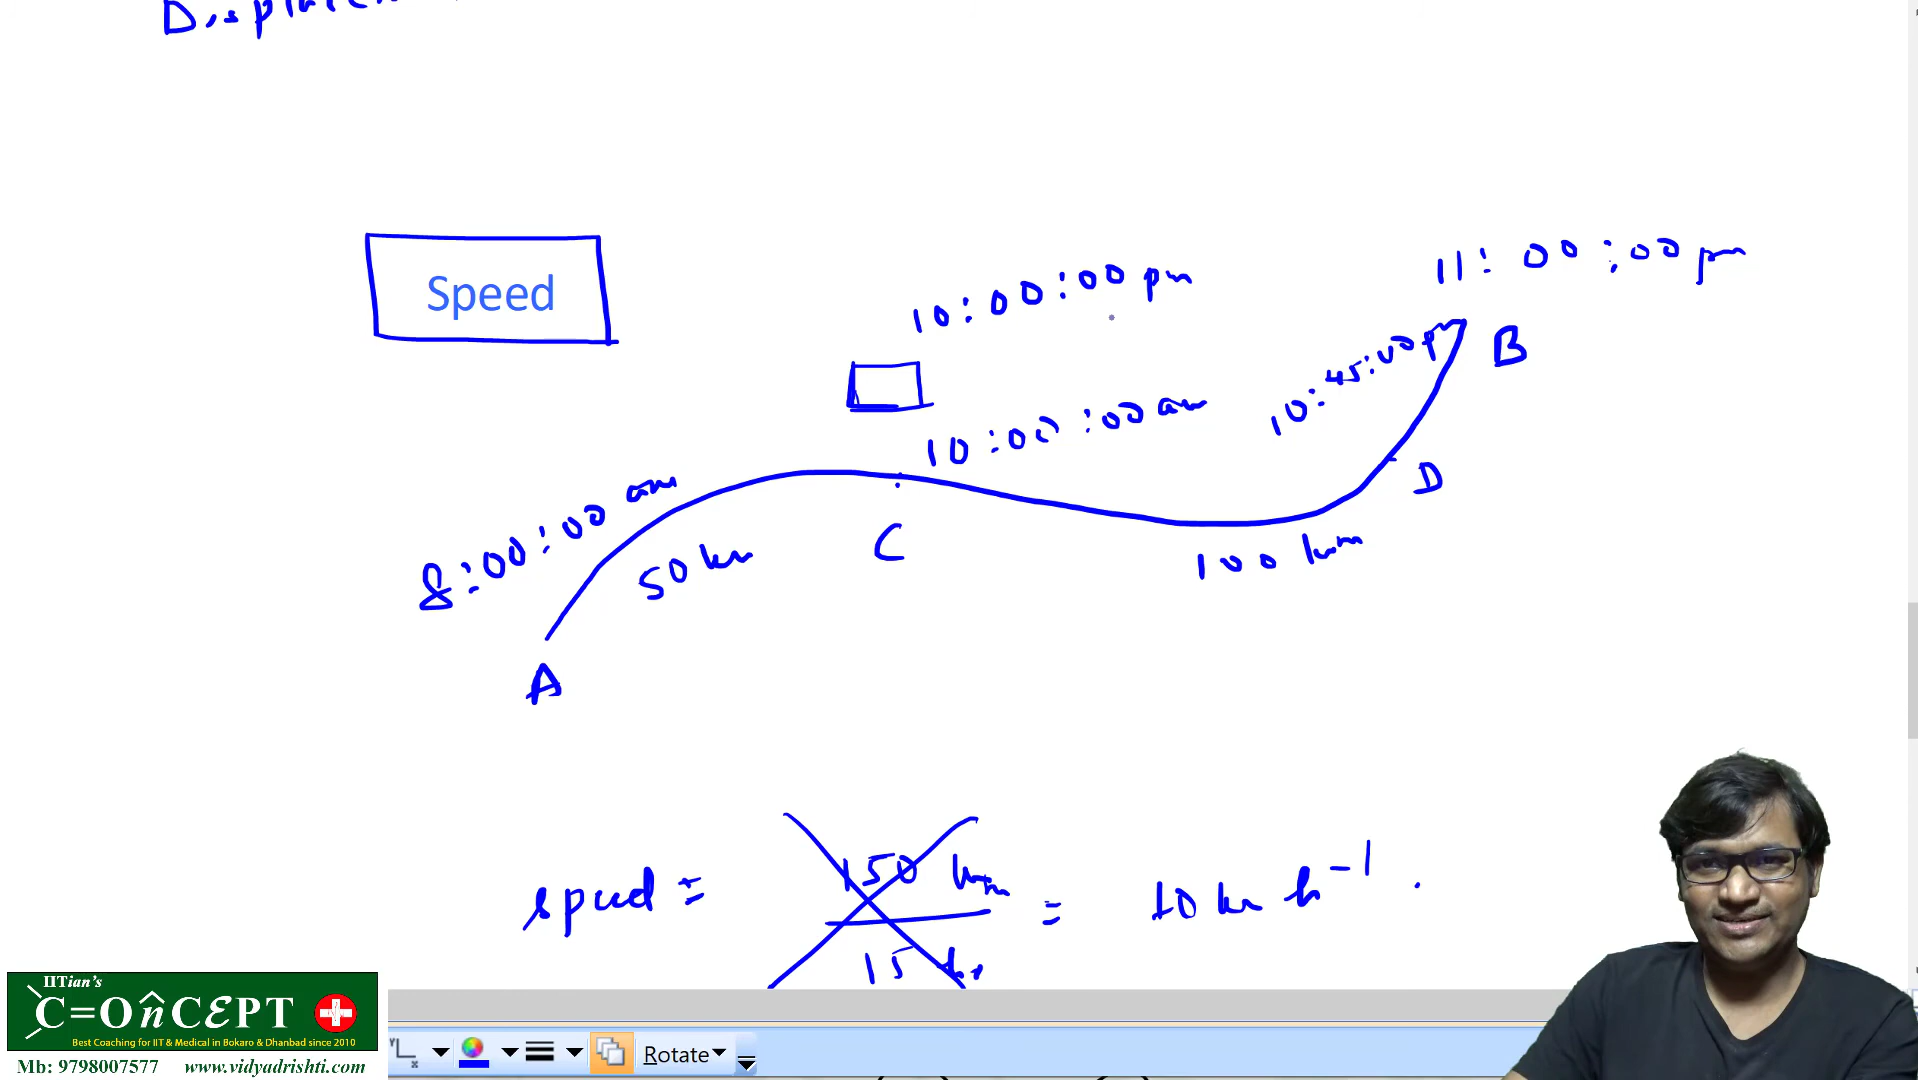 Speed
10:00:00 pm
11:00:00 pm
10:45:00 p
B
10:00:00 am
8:00:00 am
D
50 km
C
100 km
A
speed = 150 km = 10 km h⁻¹.
15 hr
IITian's
C=OnCEPT
Best Coaching for IIT & Medical in Bokaro & Dhanbad since 2010
Mb: 9798007577 www.vidyadrishti.com
Rotate